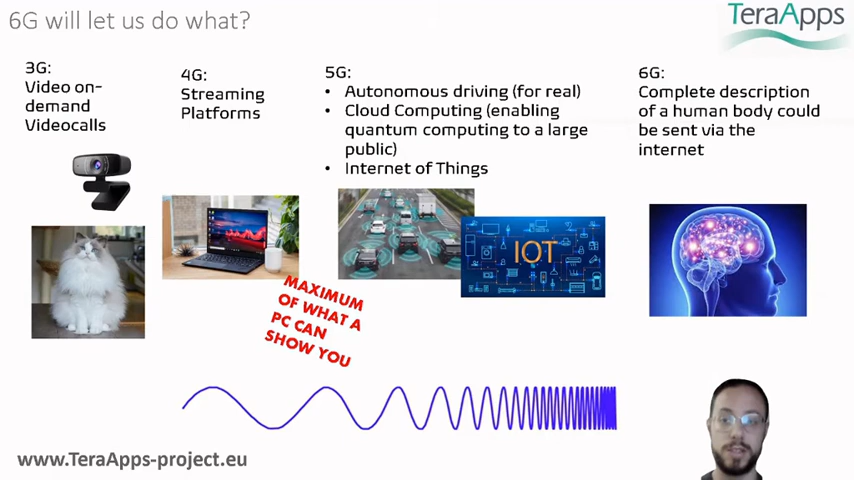 6G will let us do what?
TeraApps
3G:
Video on-
demand
Videocalls
4G:
Streaming
Platforms
5G:
• Autonomous driving (for real)
• Cloud Computing (enabling
quantum computing to a large
public)
• Internet of Things
6G:
Complete description
of a human body could
be sent via the
internet
IOT
MAXIMUM
OF WHAT A
PC CAN
SHOW YOU
www.TeraApps-project.eu